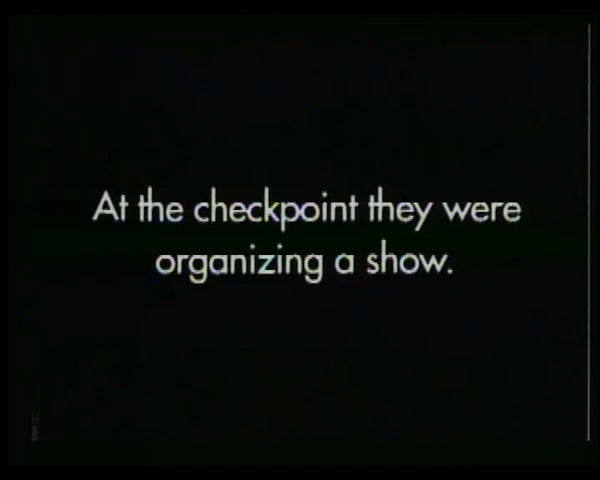 At the checkpoint they were
organizing a show.